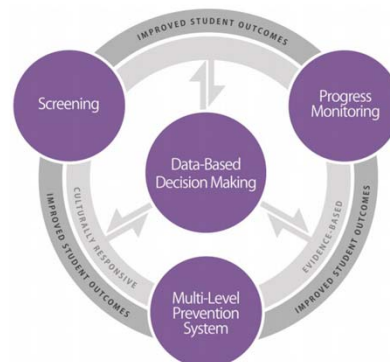 IMPROVED STUDENT OUTCOMES
Screening
Progress
Monitoring
Data-Based
Decision Making
IMPROVED STUDENT OUTCOMES
CULTURALLY RESPONSIVE
EVIDENCE-BASED
IMPROVED STUDENT OUTCOMES
Multi-Level
Prevention
System